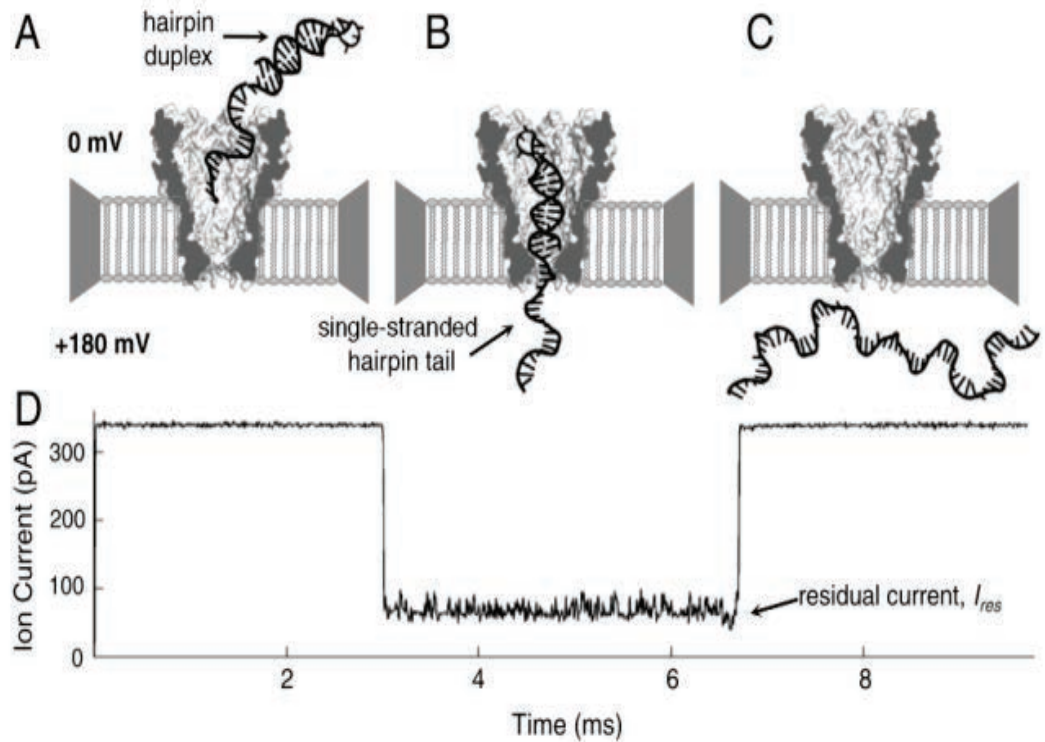 A
hairpin
duplex
B
C
0 mV
+180 mV
single-stranded
hairpin tail
D
Ion Current (pA)
300
200
100
0
residual current, Ires
2
4
6
8
Time (ms)